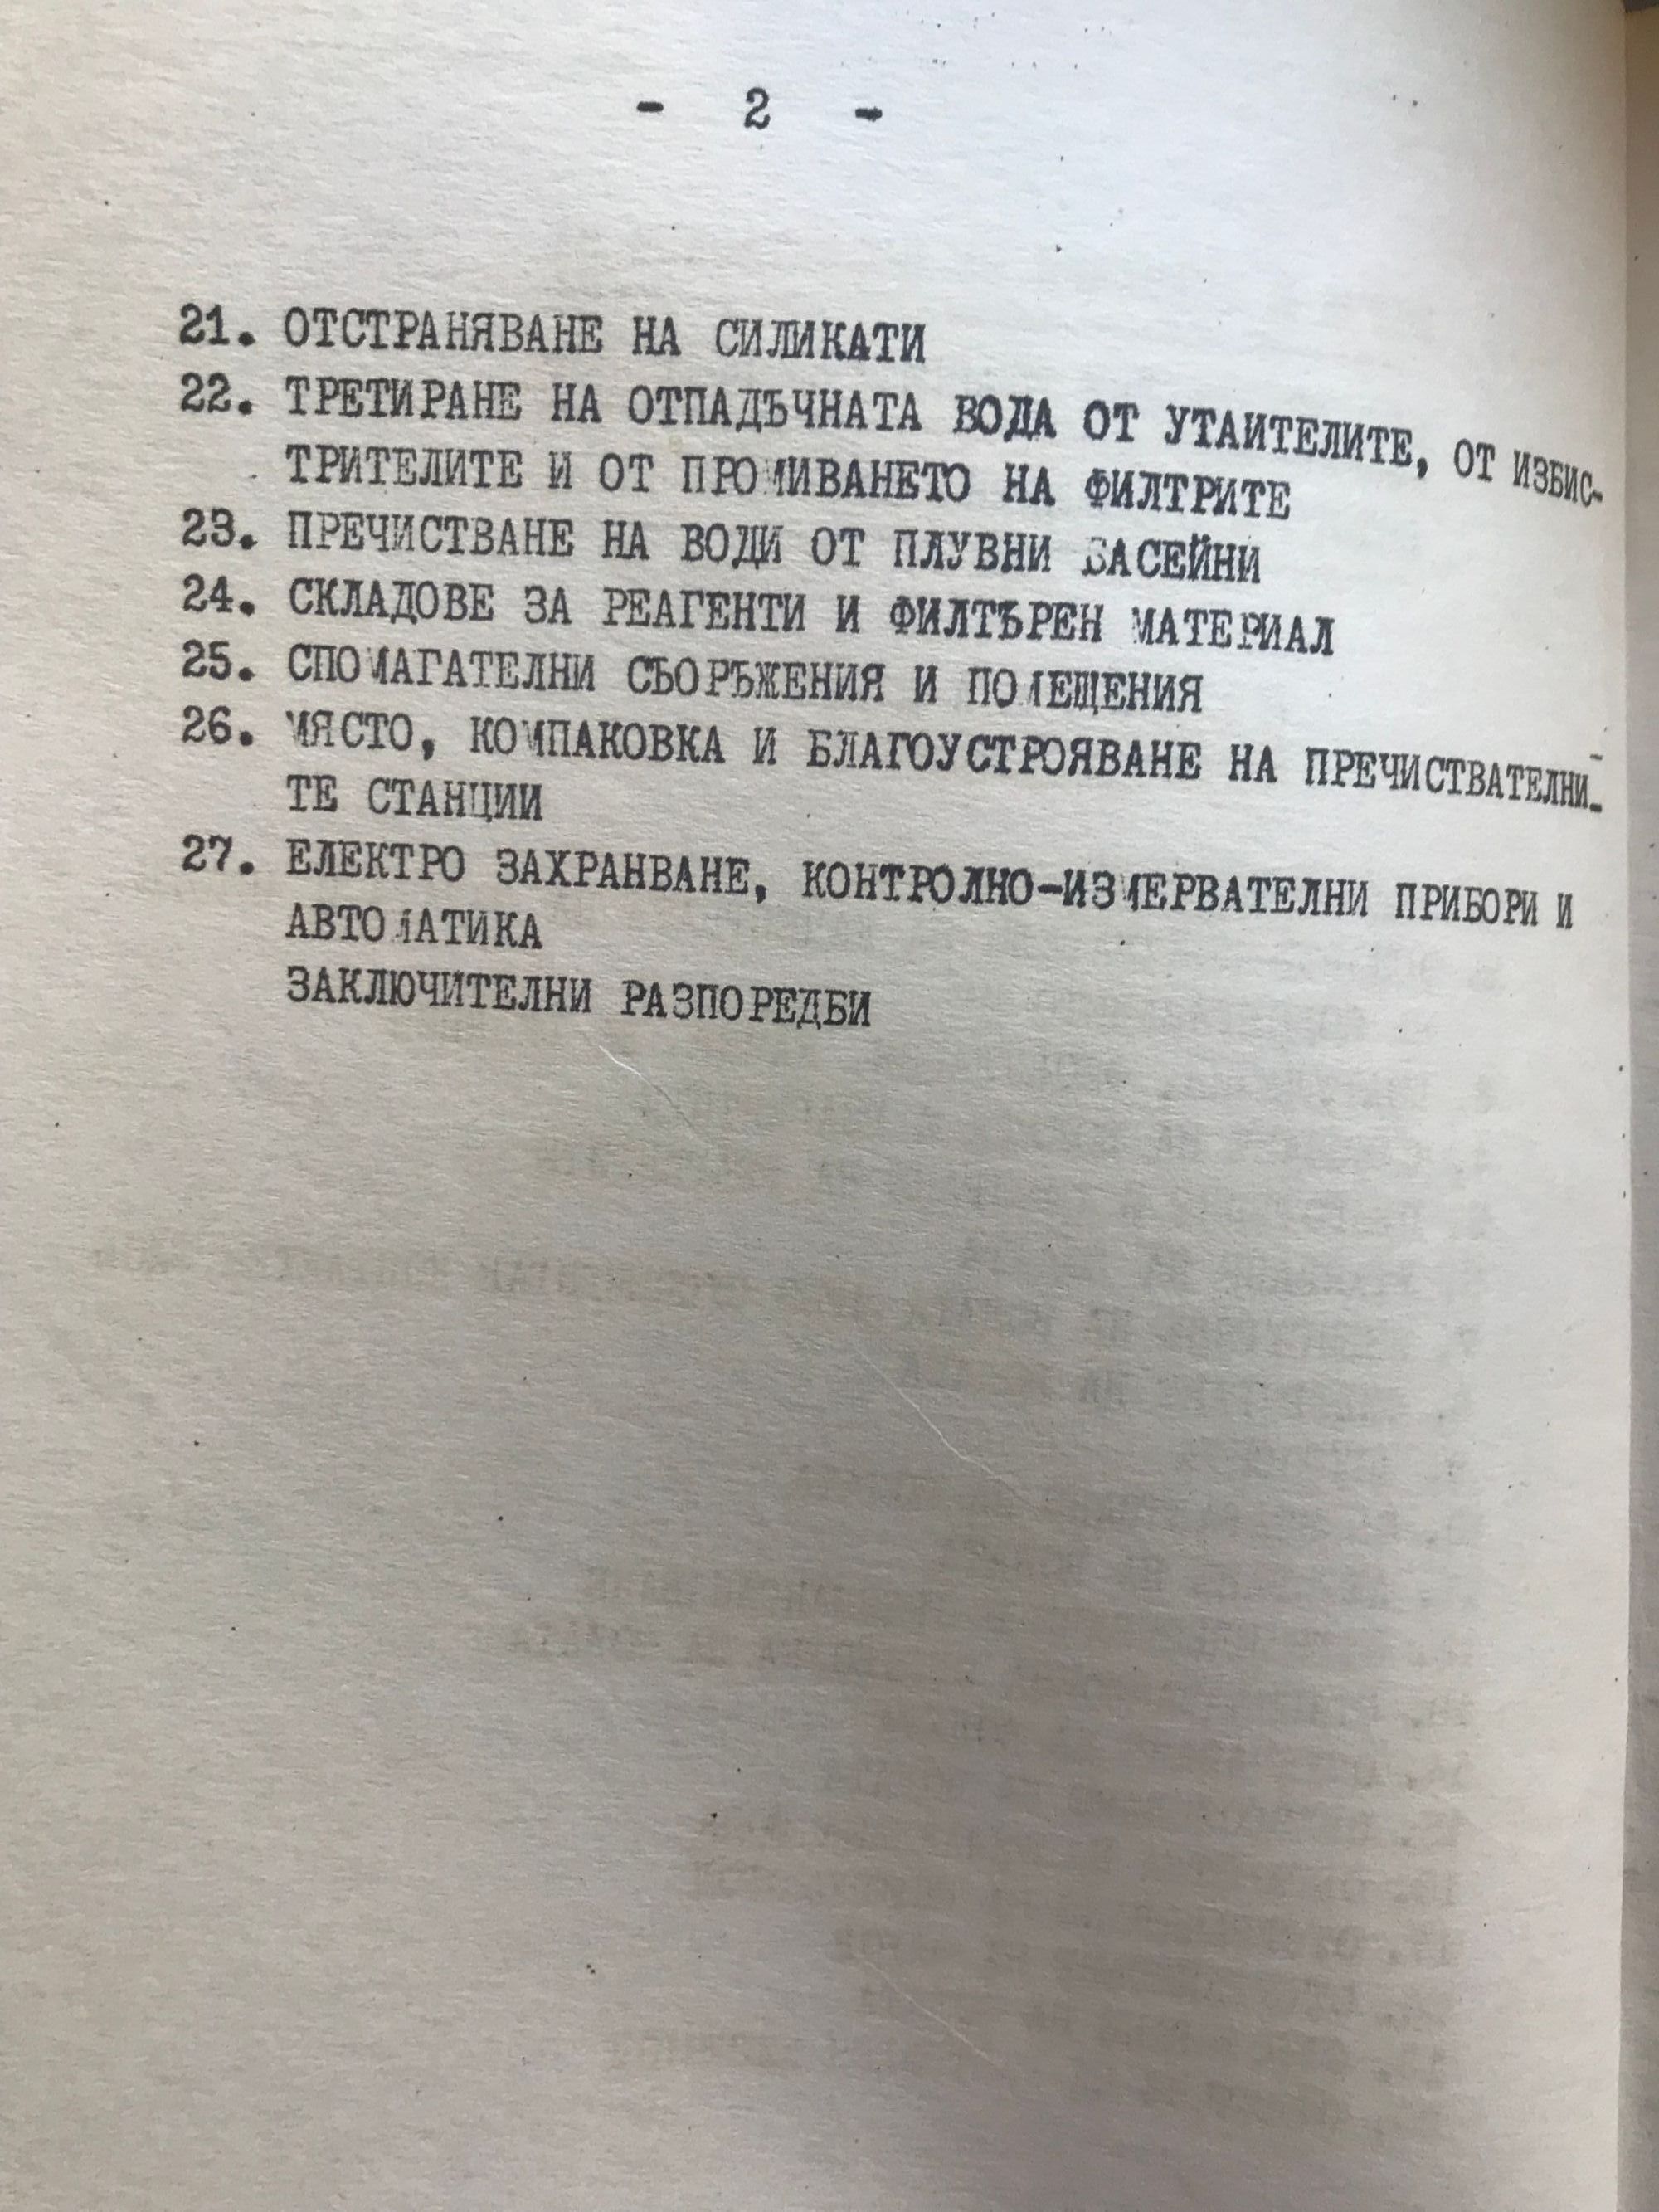 - 2 -
21. ОТСТРАНЯВАНЕ НА СИЛИКАТИ
22. ТРЕТИРАНЕ НА ОТПАДЪЧНАТА ВОДА ОТ УТАИТЕЛИТЕ, ОТ ИЗБИС-
ТРИТЕЛИТЕ И ОТ ПРОМИВАНЕТО НА ФИЛТРИТЕ
23. ПРЕЧИСТВАНЕ НА ВОДИ ОТ ПЛУВНИ БАСЕЙНИ
24. СКЛАДОВЕ ЗА РЕАГЕНТИ И ФИЛТЪРЕН МАТЕРИАЛ
25. СПОМАГАТЕЛНИ СЪОРЪЖЕНИЯ И ПОМЕЩЕНИЯ
26. МЯСТО, КОМПАКОВКА И БЛАГОУСТРОЯВАНЕ НА ПРЕЧИСТВАТЕЛНИ-
ТЕ СТАНЦИИ
27. ЕЛЕКТРО ЗАХРАНВАНЕ, КОНТРОЛНО-ИЗМЕРВАТЕЛНИ ПРИБОРИ И
АВТОМАТИКА
ЗАКЛЮЧИТЕЛНИ РАЗПОРЕДБИ